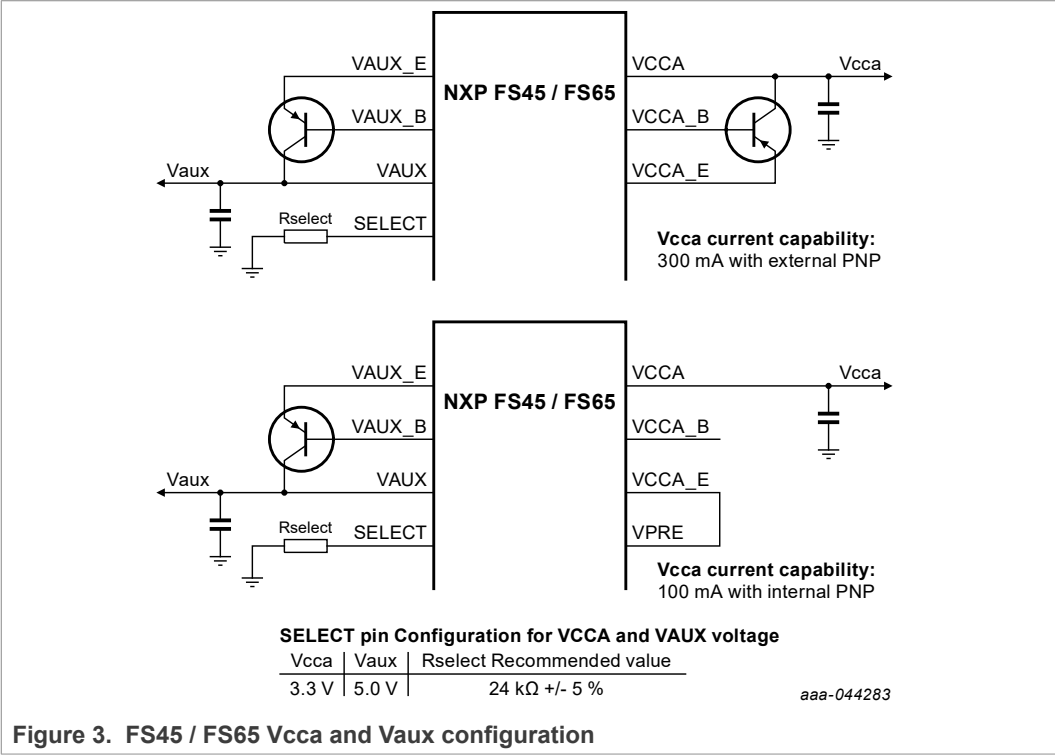 VAUX_E
VCCA
Vcca
NXP FS45 / FS65
VAUX_B
VCCA_B
Vaux
VAUX
VCCA_E
Rselect
SELECT
Vcca current capability:
300 mA with external PNP
VAUX_E
VCCA
Vcca
NXP FS45 / FS65
VAUX_B
VCCA_B
Vaux
VAUX
VCCA_E
Rselect
SELECT
VPRE
Vcca current capability:
100 mA with internal PNP
SELECT pin Configuration for VCCA and VAUX voltage
Vcca Vaux Rselect Recommended value
3.3 V 5.0 V 24 kΩ +/- 5 %
aaa-044283
Figure 3. FS45 / FS65 Vcca and Vaux configuration